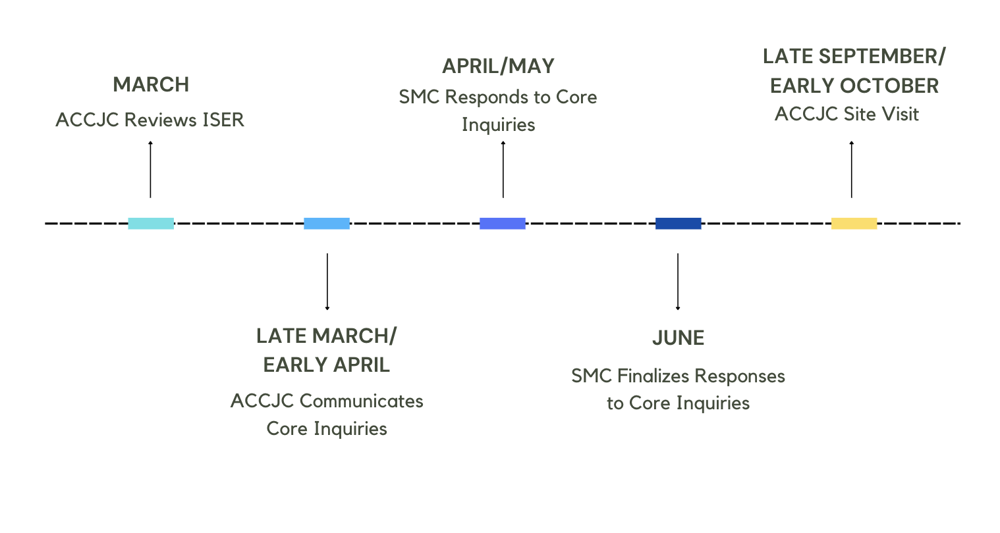 MARCH
ACCJC Reviews ISER
LATE MARCH/
EARLY APRIL
ACCJC Communicates
Core Inquiries
APRIL/MAY
SMC Responds to Core
Inquiries
JUNE
SMC Finalizes Responses
to Core Inquiries
LATE SEPTEMBER/
EARLY OCTOBER
ACCJC Site Visit